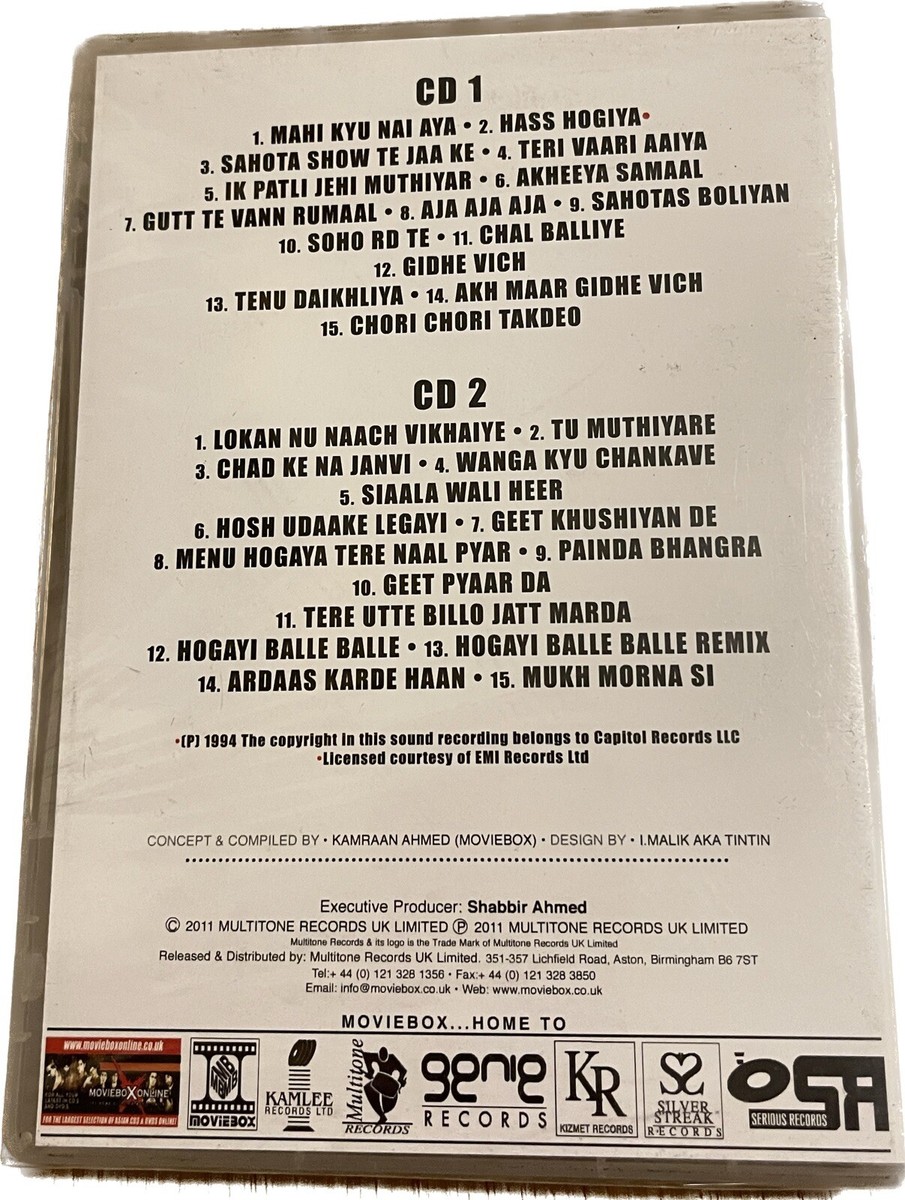 CD 1
1. MAHI KYU NAI AYA • 2. HASS HOGIYA•
3. SAHOTA SHOW TE JAA KE • 4. TERI VAARI AAIYA
5. IK PATLI JEHI MUTHIYAR • 6. AKHEEYA SAMAAL
7. GUTT TE VANN RUMAAL • 8. AJA AJA AJA • 9. SAHOTAS BOLIYAN
10. SOHO RD TE • 11. CHAL BALLIYE
12. GIDHE VICH
13. TENU DAIKHLIYA • 14. AKH MAAR GIDHE VICH
15. CHORI CHORI TAKDEO
CD 2
1. LOKAN NU NAACH VIKHAIYE • 2. TU MUTHIYARE
3. CHAD KE NA JANVI • 4. WANGA KYU CHANKAVE
5. SIAALA WALI HEER
6. HOSH UDAAKE LEGAYI • 7. GEET KHUSHIYAN DE
8. MENU HOGAYA TERE NAAL PYAR • 9. PAINDA BHANGRA
10. GEET PYAAR DA
11. TERE UTTE BILLO JATT MARDA
12. HOGAYI BALLE BALLE • 13. HOGAYI BALLE BALLE REMIX
14. ARDAAS KARDE HAAN • 15. MUKH MORNA SI
•(P) 1994 The copyright in this sound recording belongs to Capitol Records LLC
•Licensed courtesy of EMI Records Ltd
CONCEPT & COMPILED BY • KAMRAAN AHMED (MOVIEBOX) • DESIGN BY • I.MALIK AKA TINTIN
Executive Producer: Shabbir Ahmed
© 2011 MULTITONE RECORDS UK LIMITED ℗ 2011 MULTITONE RECORDS UK LIMITED
Multitone Records & its logo is the Trade Mark of Multitone Records UK Limited
Released & Distributed by: Multitone Records UK Limited. 351-357 Lichfield Road, Aston, Birmingham B6 7ST
Tel:+ 44 (0) 121 328 1356 • Fax:+ 44 (0) 121 328 3850
Email: info@moviebox.co.uk • Web: www.moviebox.co.uk
MOVIEBOX...HOME TO
www.movieboxonline.co.uk
MOVIEBOXONLINE
FOR ALL YOUR
LATEST IN CD'S
AND DVD'S
FOR THE LARGEST SELECTION OF ASIAN CD'S & DVD'S ONLINE!
MOVIEBOX
KAMLEE
RECORDS LTD
Multitone
RECORDS
genie
RECORDS
KR
KIZMET RECORDS
SILVER
STREAK
RECORDS
SERIOUS RECORDS